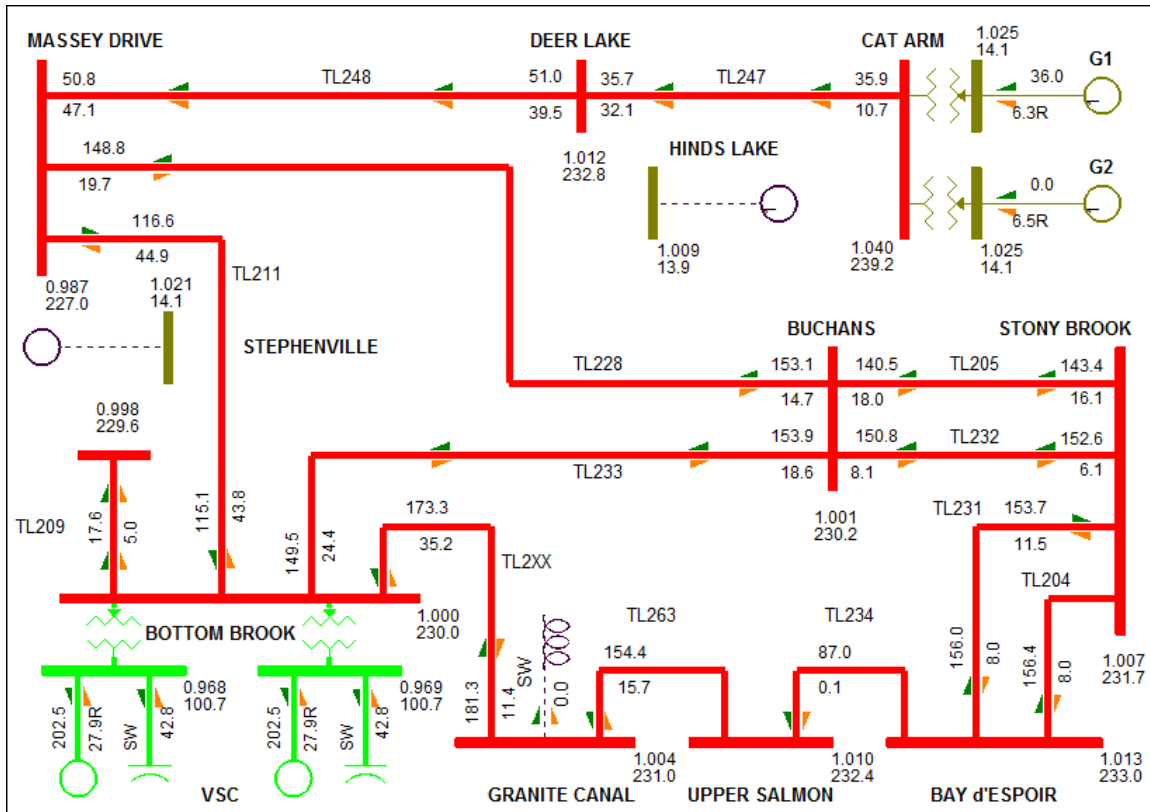 MASSEY DRIVE
DEER LAKE
CAT ARM
1.025
14.1
G1
50.8
TL248
51.0
35.7
TL247
35.9
36.0
47.1
39.5
32.1
10.7
6.3R
148.8
19.7
1.012
232.8
HINDS LAKE
G2
0.0
6.5R
116.6
44.9
TL211
1.009
13.9
1.040
239.2
1.025
14.1
0.987
227.0
1.021
14.1
STEPHENVILLE
BUCHANS
STONY BROOK
TL228
153.1
140.5
TL205
143.4
14.7
18.0
16.1
0.998
229.6
153.9
150.8
TL232
152.6
TL233
18.6
8.1
6.1
TL209
17.6
5.0
115.1
43.8
149.5
24.4
173.3
35.2
TL2XX
1.001
230.2
TL231
153.7
11.5
TL204
BOTTOM BROOK
1.000
230.0
TL263
TL234
154.4
15.7
87.0
0.1
156.0
8.0
156.4
8.0
1.007
231.7
0.968
100.7
0.969
100.7
202.5
27.9R
SW
42.8
202.5
27.9R
SW
42.8
181.3
11.4
SW
0.0
1.004
231.0
1.010
232.4
1.013
233.0
VSC
GRANITE CANAL
UPPER SALMON
BAY d'ESPOIR